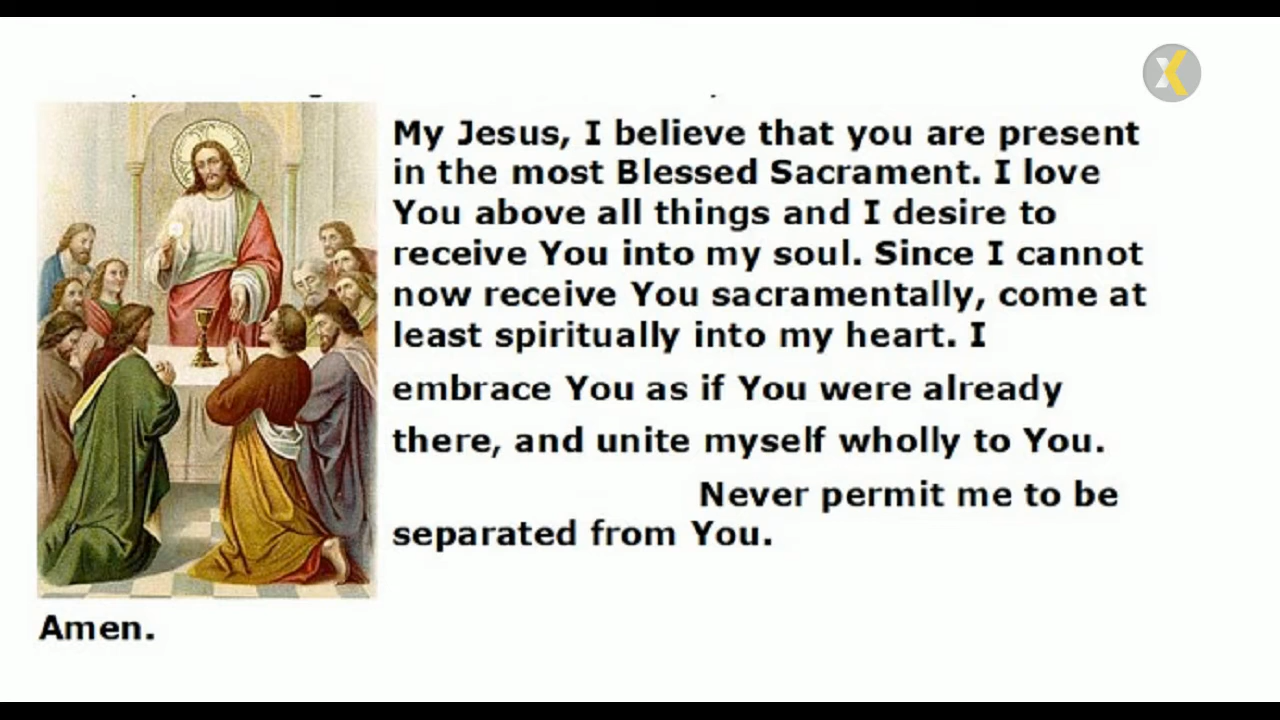 My Jesus, I believe that you are present
in the most Blessed Sacrament. I love
You above all things and I desire to
receive You into my soul. Since I cannot
now receive You sacramentally, come at
least spiritually into my heart. I
embrace You as if You were already
there, and unite myself wholly to You.
Never permit me to be
separated from You.
Amen.